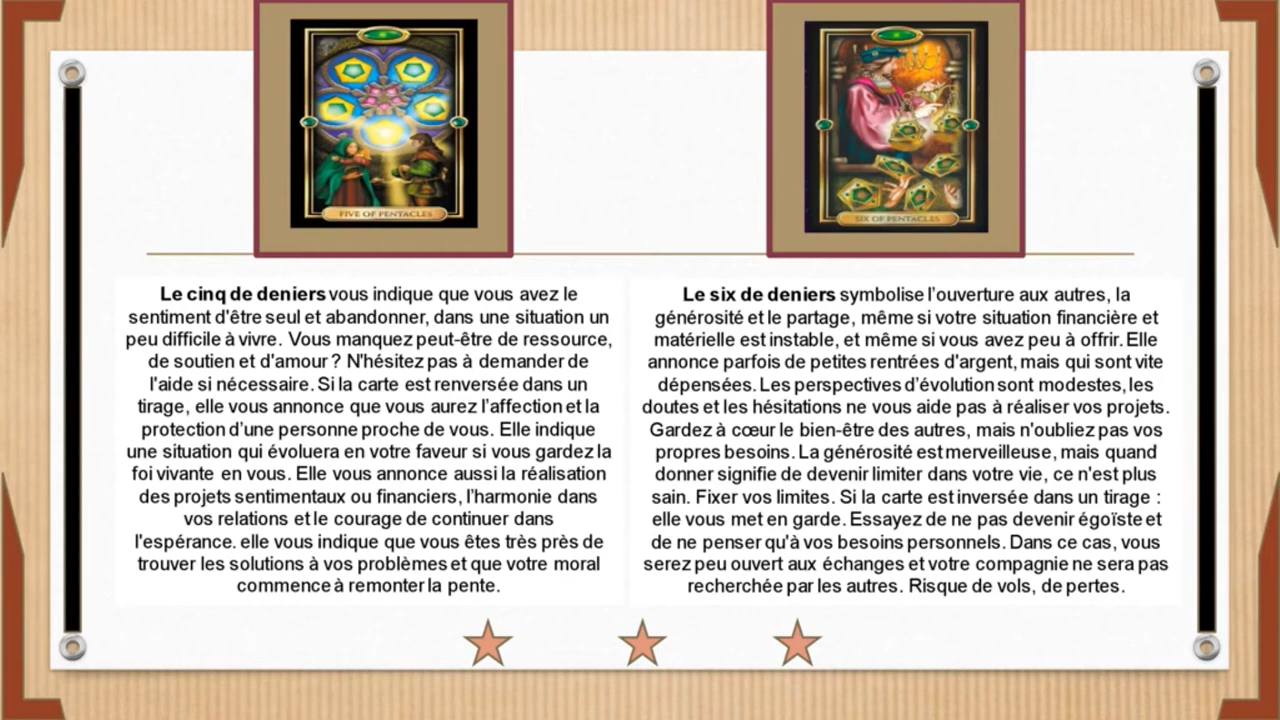 FIVE OF PENTACLES
SIX OF PENTACLES
Le cinq de deniers vous indique que vous avez le
sentiment d'être seul et abandonner, dans une situation un
peu difficile à vivre. Vous manquez peut-être de ressource,
de soutien et d'amour ? N'hésitez pas à demander de
l'aide si nécessaire. Si la carte est renversée dans un
tirage, elle vous annonce que vous aurez l’affection et la
protection d’une personne proche de vous. Elle indique
une situation qui évoluera en votre faveur si vous gardez la
foi vivante en vous. Elle vous annonce aussi la réalisation
des projets sentimentaux ou financiers, l’harmonie dans
vos relations et le courage de continuer dans
l'espérance. elle vous indique que vous êtes très près de
trouver les solutions à vos problèmes et que votre moral
commence à remonter la pente.
Le six de deniers symbolise l’ouverture aux autres, la
générosité et le partage, même si votre situation financière et
matérielle est instable, et même si vous avez peu à offrir. Elle
annonce parfois de petites rentrées d'argent, mais qui sont vite
dépensées. Les perspectives d’évolution sont modestes, les
doutes et les hésitations ne vous aide pas à réaliser vos projets.
Gardez à cœur le bien-être des autres, mais n'oubliez pas vos
propres besoins. La générosité est merveilleuse, mais quand
donner signifie de devenir limiter dans votre vie, ce n'est plus
sain. Fixer vos limites. Si la carte est inversée dans un tirage :
elle vous met en garde. Essayez de ne pas devenir égoïste et
de ne penser qu'à vos besoins personnels. Dans ce cas, vous
serez peu ouvert aux échanges et votre compagnie ne sera pas
recherchée par les autres. Risque de vols, de pertes.